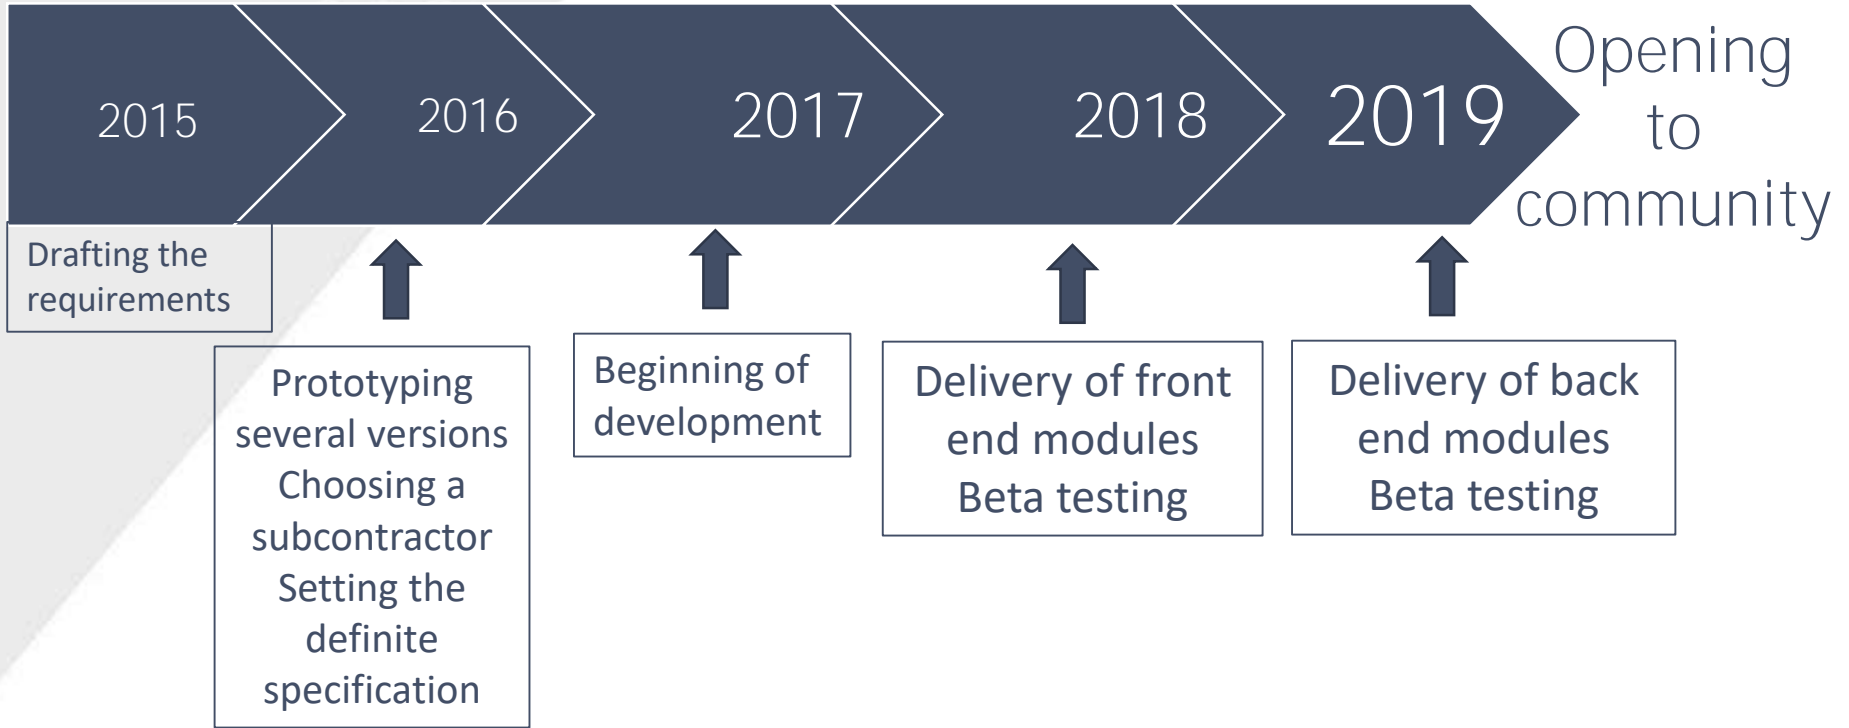 2015
2016
2017
2018
2019
Opening
to
community
Drafting the
requirements
Prototyping
several versions
Choosing a
subcontractor
Setting the
definite
specification
Beginning of
development
Delivery of front
end modules
Beta testing
Delivery of back
end modules
Beta testing